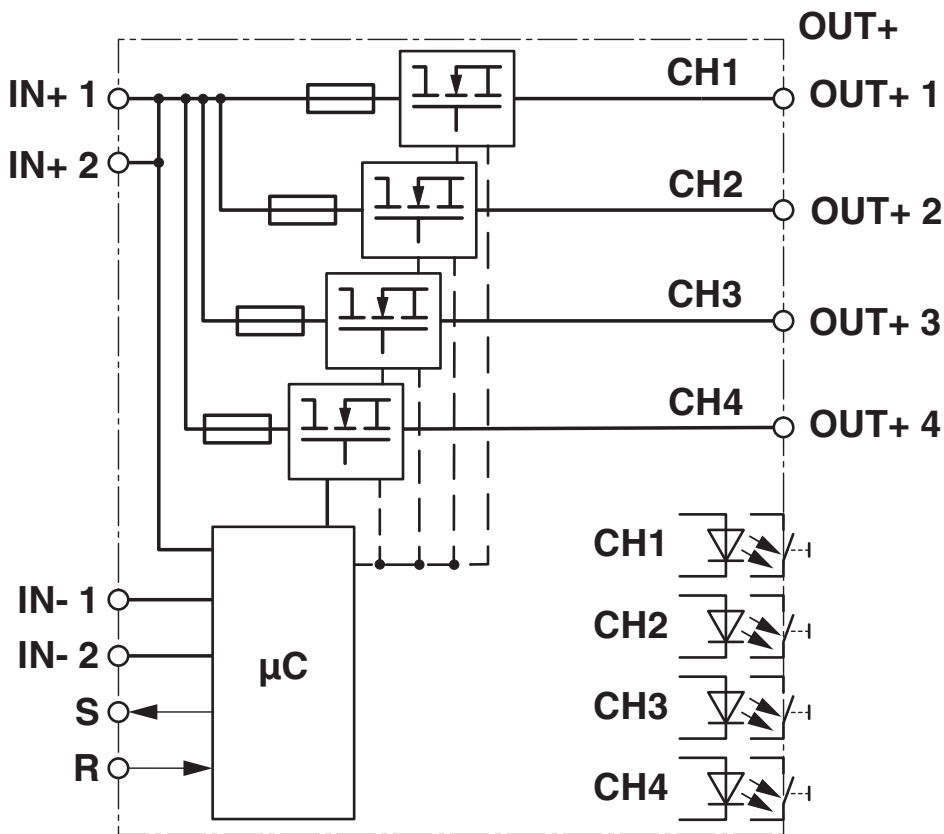 OUT+
IN+ 1
CH1
OUT+ 1
IN+ 2
CH2
OUT+ 2
CH3
OUT+ 3
CH4
OUT+ 4
CH1
IN- 1
CH2
IN- 2
µC
S
CH3
R
CH4